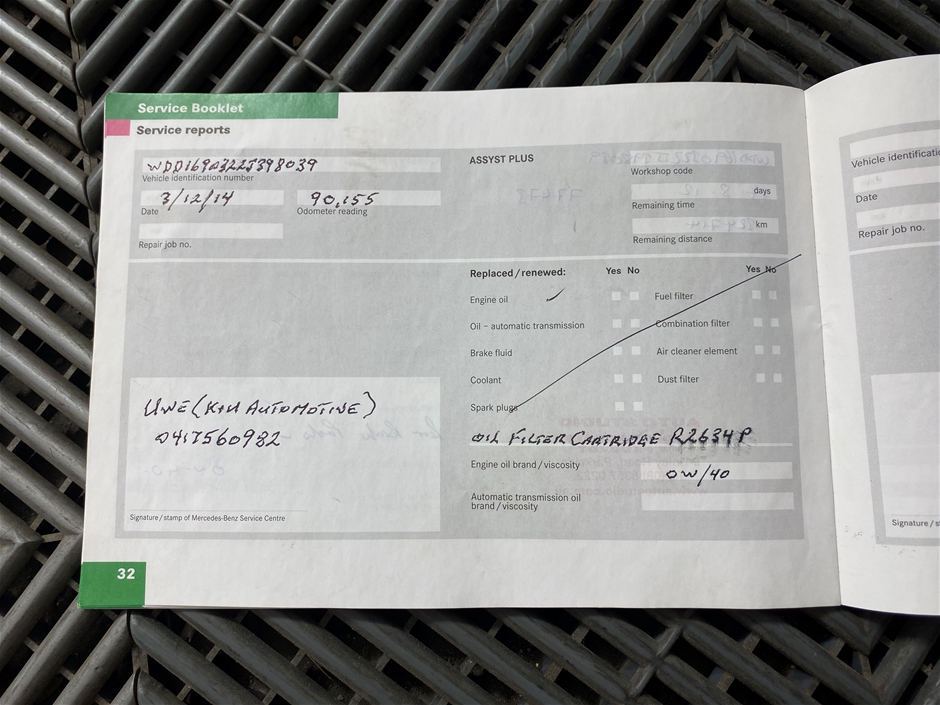 Service Booklet
Service reports
WDD1690322J398039
Vehicle identification number
3/12/14 90,155
Date Odometer reading
Repair job no.
ASSYST PLUS
Workshop code
days
Remaining time
km
Remaining distance
Replaced/renewed: Yes No Yes No
Engine oil ✓ Fuel filter
Oil – automatic transmission Combination filter
Brake fluid Air cleaner element
Coolant Dust filter
Spark plugs
OIL FILTER CARTRIDGE R2634P
Engine oil brand/viscosity 0W/40
Automatic transmission oil
brand/viscosity
UWE (K&H AUTOMOTIVE)
0417560982
Signature/stamp of Mercedes-Benz Service Centre
32
Vehicle identificatio
Date
Repair job no.
Signature/s